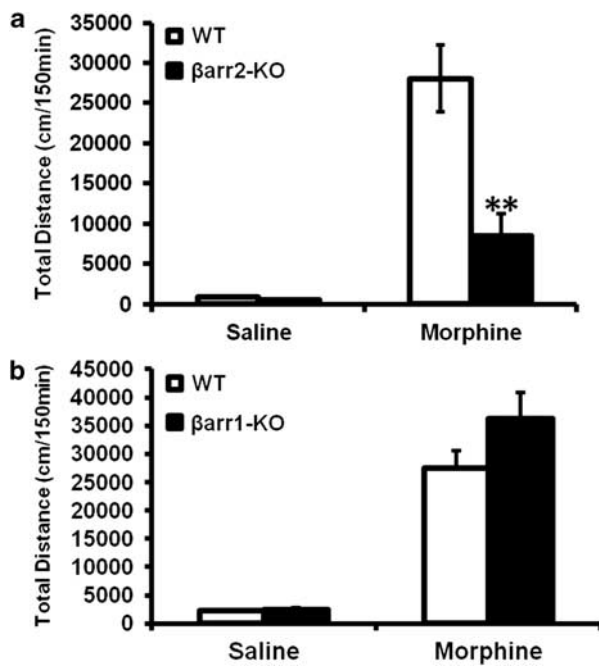 a
Total Distance (cm/150min)
35000
30000
25000
20000
15000
10000
5000
0
WT
βarr2-KO
**
Saline
Morphine
b
Total Distance (cm/150min)
45000
40000
35000
30000
25000
20000
15000
10000
5000
0
WT
βarr1-KO
Saline
Morphine